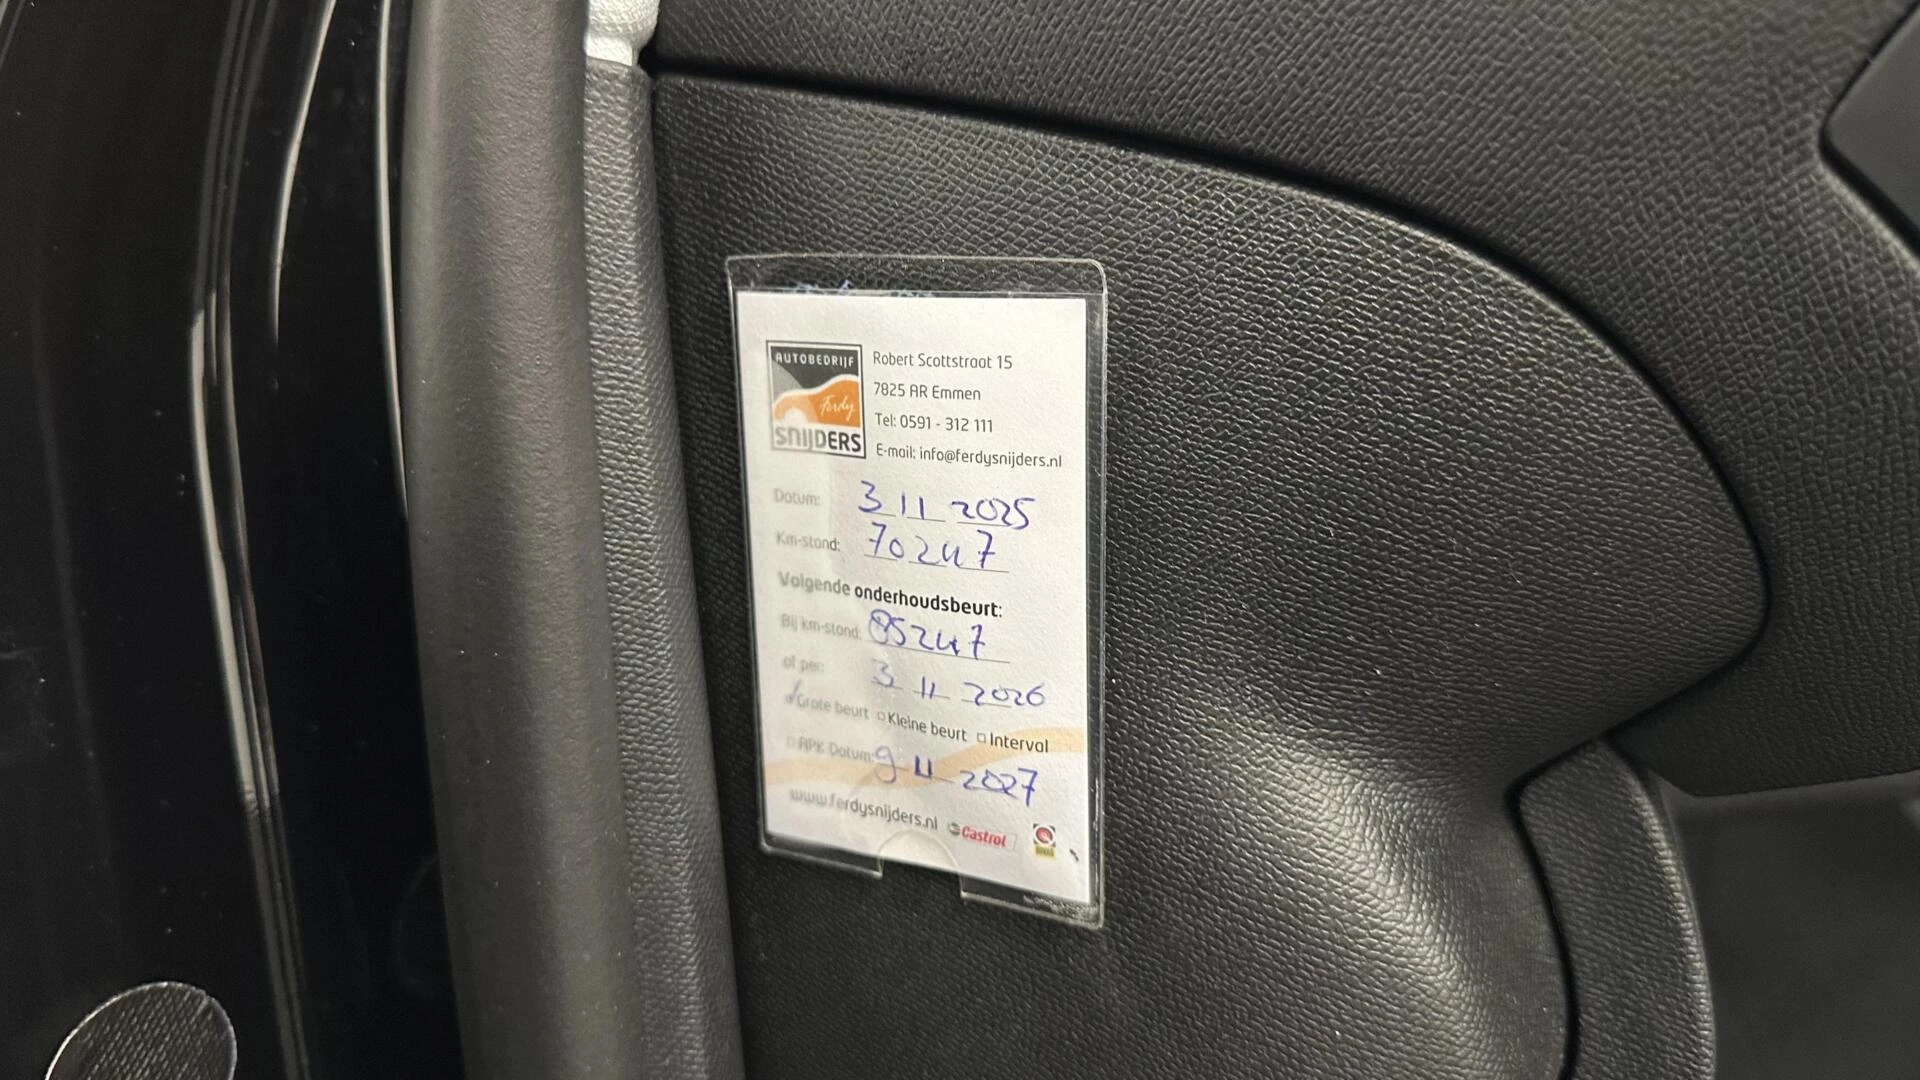 AUTOBEDRIJF
Ferdy
SNIJDERS
Robert Scottstraat 15
7825 AR Emmen
Tel: 0591 - 312 111
E-mail: info@ferdysnijders.nl
Datum: 3 11 2025
Km-stond: 70247
Volgende onderhoudsbeurt:
Bij km-stond: 85247
of per: 3 11 2026
Grote beurt Kleine beurt Interval
APK Datum: 9 11 2027
www.ferdysnijders.nl Castrol